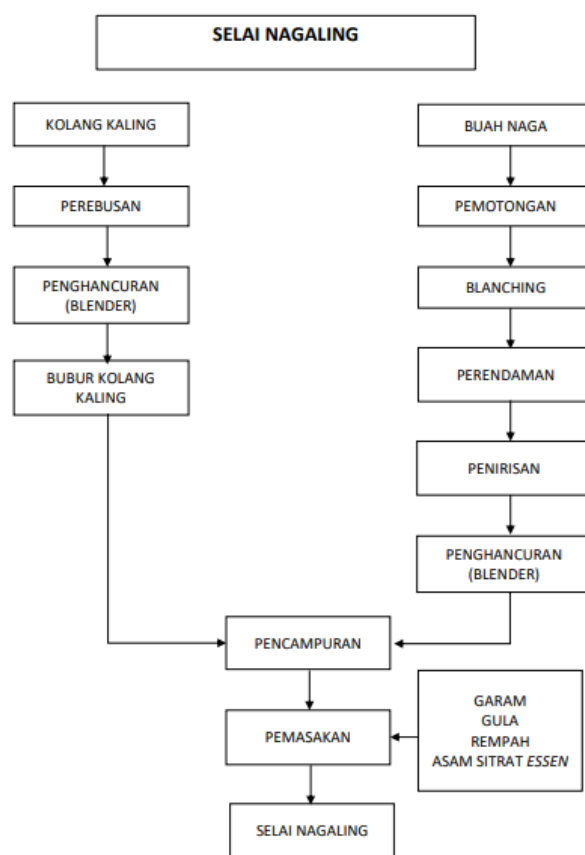 SELAI NAGALING
KOLANG KALING
PEREBUSAN
PENGHANCURAN
(BLENDER)
BUBUR KOLANG
KALING
BUAH NAGA
PEMOTONGAN
BLANCHING
PERENDAMAN
PENIRISAN
PENGHANCURAN
(BLENDER)
PENCAMPURAN
PEMASAKAN
GARAM
GULA
REMPAH
ASAM SITRAT ESSEN
SELAI NAGALING